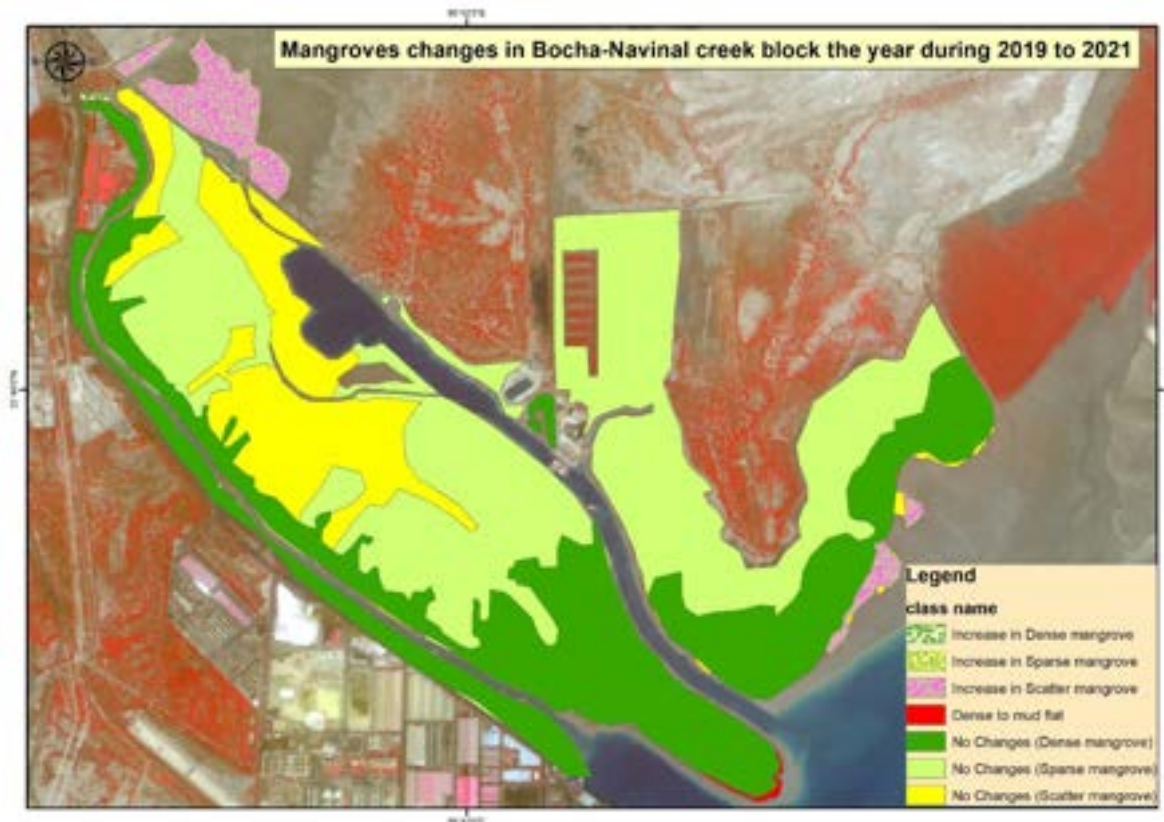 Mangroves changes in Bocha-Navinal creek block the year during 2019 to 2021
Legend
class name
Increase in Dense mangrove
Increase in Sparse mangrove
Increase in Scatter mangrove
Dense to mud flat
No Changes (Dense mangrove)
No Changes (Sparse mangrove)
No Changes (Scatter mangrove)